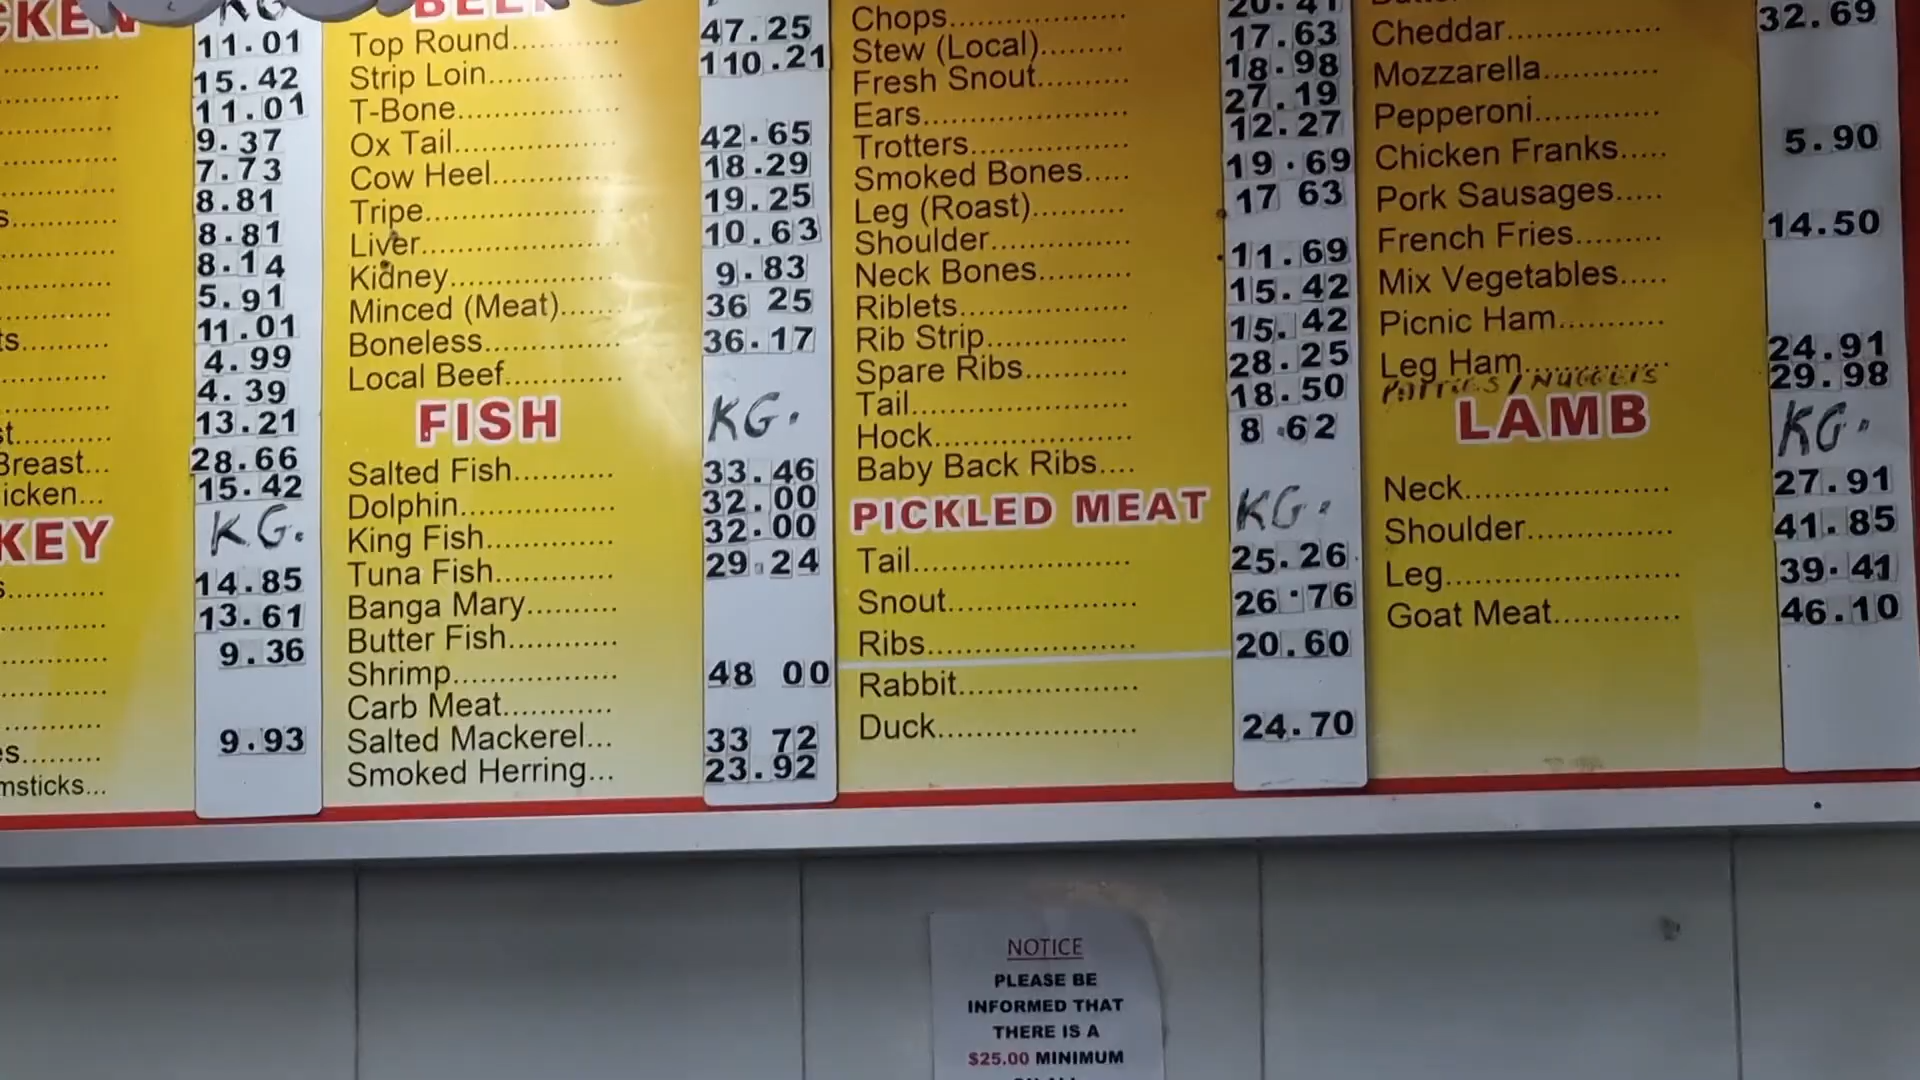 KG
11.01
15.42
11.01
9.37
7.73
8.81
8.81
8.14
5.91
11.01
4.99
4.39
13.21
Breast... 28.66
15.42
KG.
14.85
13.61
9.36
9.93
BEEF
Top Round........... 47.25
Strip Loin............... 110.21
T-Bone..................
Ox Tail.................. 42.65
Cow Heel............. 18.29
Tripe..................... 19.25
Liver...................... 10.63
Kidney.................. 9.83
Minced (Meat)...... 36 25
Boneless.............. 36.17
Local Beef............
FISH KG.
Salted Fish........... 33.46
Dolphin................. 32.00
King Fish.............. 32.00
Tuna Fish............. 29.24
Banga Mary..........
Butter Fish............
Shrimp.................. 48 00
Carb Meat............
Salted Mackerel... 33 72
Smoked Herring... 23.92
Chops.................... 20.41
Stew (Local)......... 17.63
Fresh Snout.......... 18.98
Ears....................... 27.19
Trotters.................. 12.27
Smoked Bones..... 19.69
Leg (Roast).......... 17 63
Shoulder...............
Neck Bones.......... 11.69
Riblets................... 15.42
Rib Strip................ 15.42
Spare Ribs............ 28.25
Tail........................ 18.50
Hock...................... 8.62
Baby Back Ribs....
PICKLED MEAT KG.
Tail........................ 25.26
Snout..................... 26.76
Ribs....................... 20.60
Rabbit....................
Duck...................... 24.70
Cheddar................ 32.69
Mozzarella............
Pepperoni.............
Chicken Franks..... 5.90
Pork Sausages.....
French Fries......... 14.50
Mix Vegetables.....
Picnic Ham...........
Leg Ham............... 24.91
Patties/Nuggets 29.98
LAMB KG.
Neck...................... 27.91
Shoulder............... 41.85
Leg........................ 39.41
Goat Meat............. 46.10
NOTICE
PLEASE BE
INFORMED THAT
THERE IS A
$25.00 MINIMUM